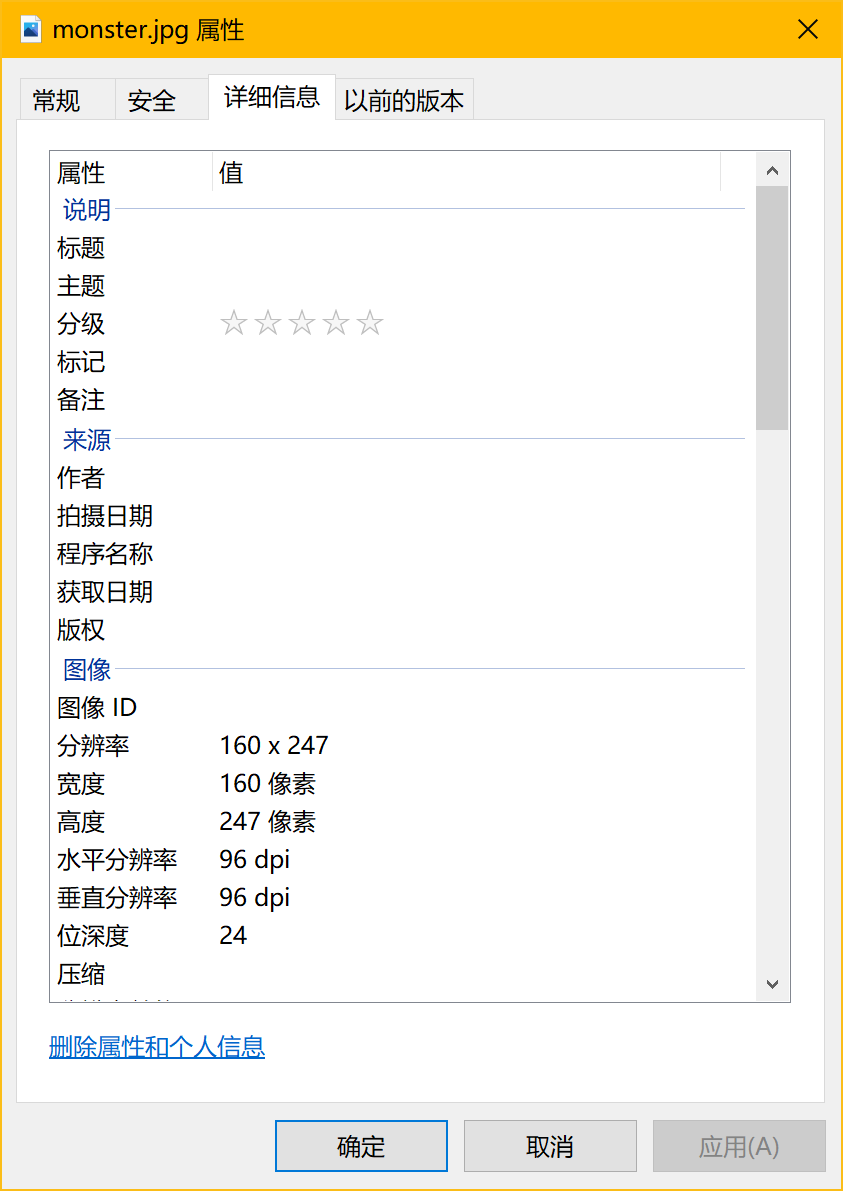 monster.jpg 属性
常规 安全 详细信息 以前的版本
属性 值
说明
标题
主题
分级
标记
备注
来源
作者
拍摄日期
程序名称
获取日期
版权
图像
图像 ID
分辨率 160 x 247
宽度 160 像素
高度 247 像素
水平分辨率 96 dpi
垂直分辨率 96 dpi
位深度 24
压缩
删除属性和个人信息
确定 取消 应用(A)